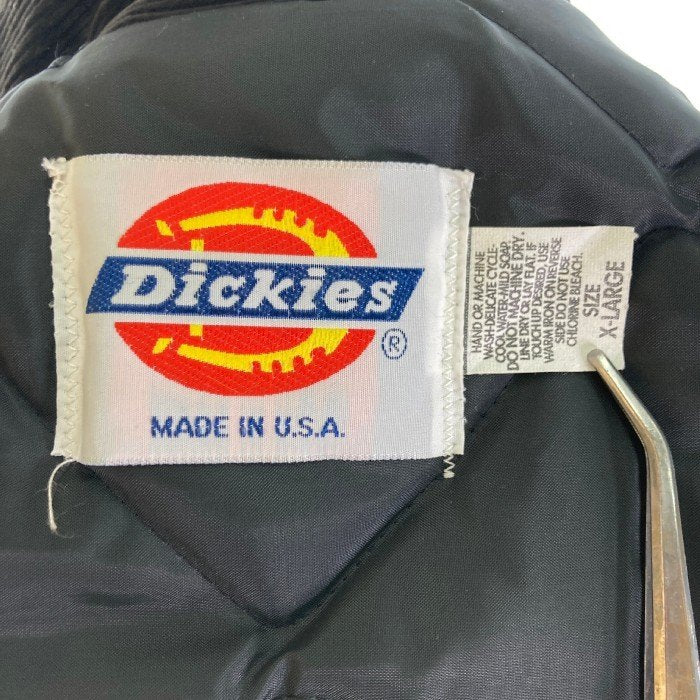 Dickies
®
MADE IN U.S.A.
HAND OR MACHINE
WASH-DELICATE CYCLE-
COOL WATER-MILD SOAP
DO NOT MACHINE DRY.
LINE DRY OR LAY FLAT. IF
TOUCH UP DESIRED, USE
WARM IRON ON REVERSE
SIDE DO NOT USE
CHLORINE BLEACH.
SIZE
X-LARGE